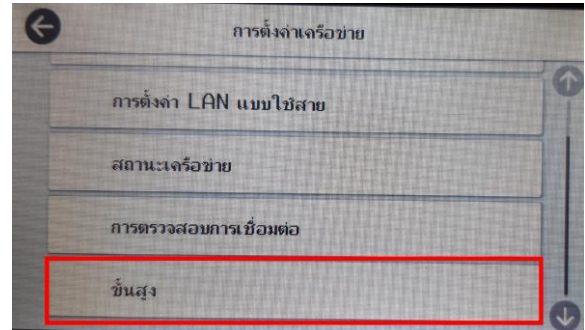 การตั้งค่าเครือข่าย
การตั้งค่า LAN แบบใช้สาย
สถานะเครือข่าย
การตรวจสอบการเชื่อมต่อ
ขั้นสูง